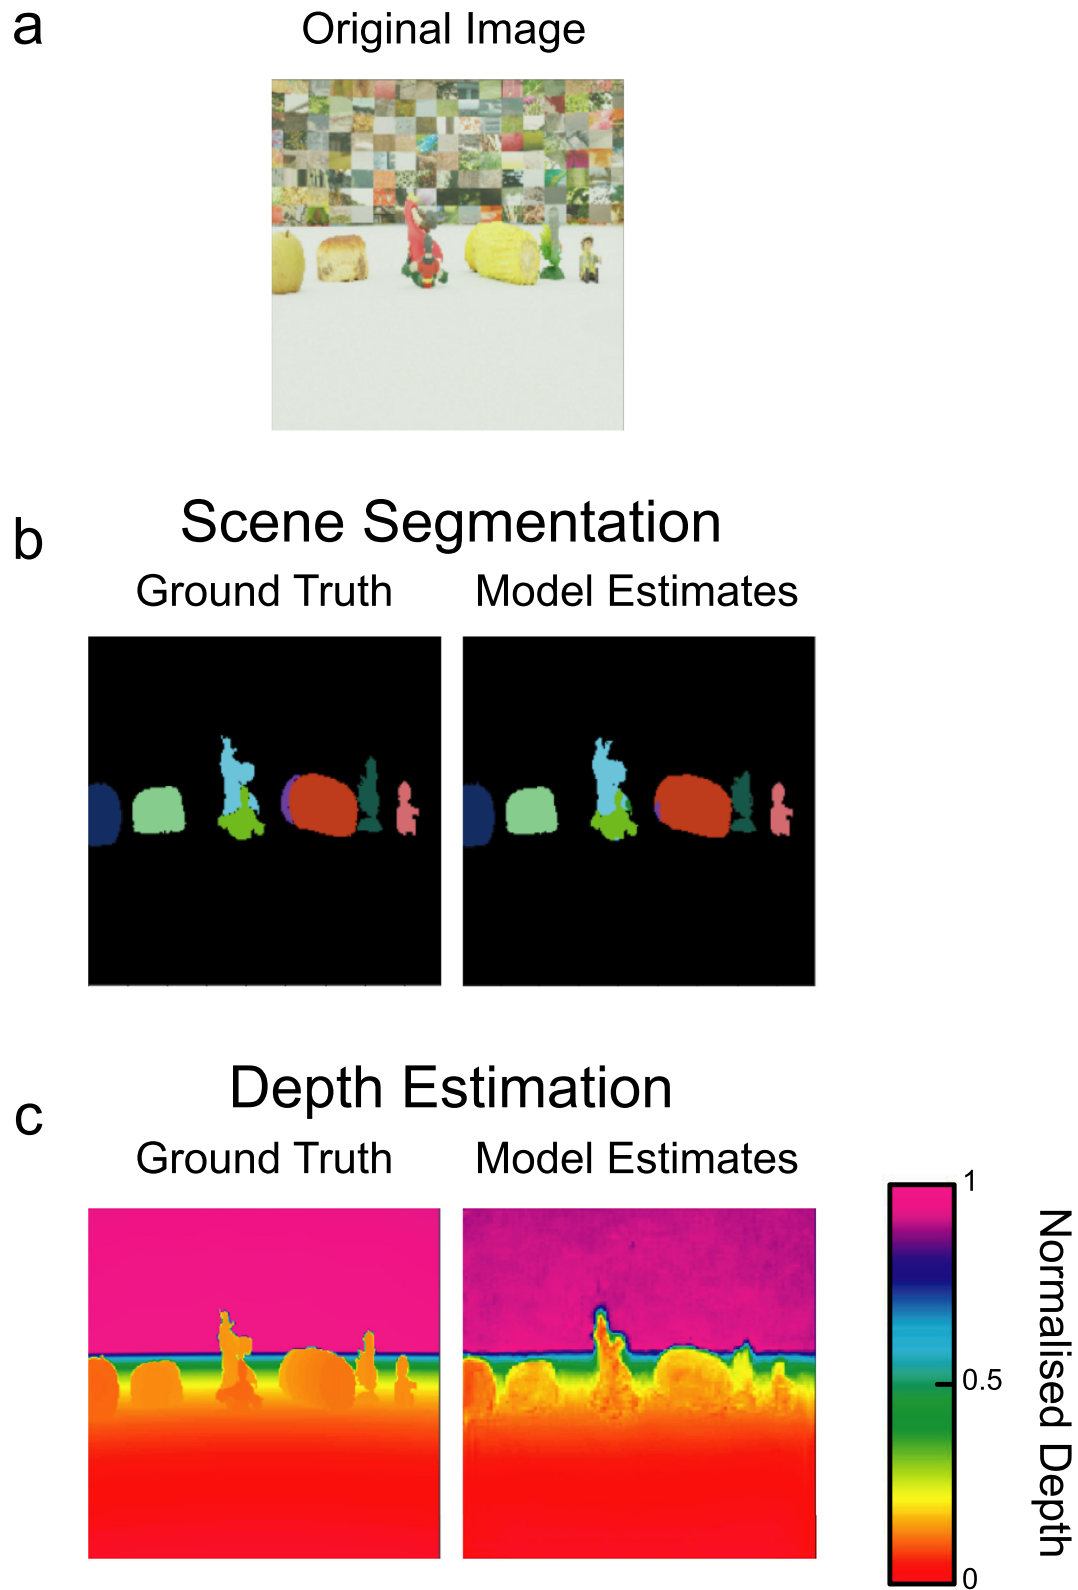 a
Original Image
b
Scene Segmentation
Ground Truth
Model Estimates
c
Depth Estimation
Ground Truth
Model Estimates
1
0.5
0
Normalised Depth